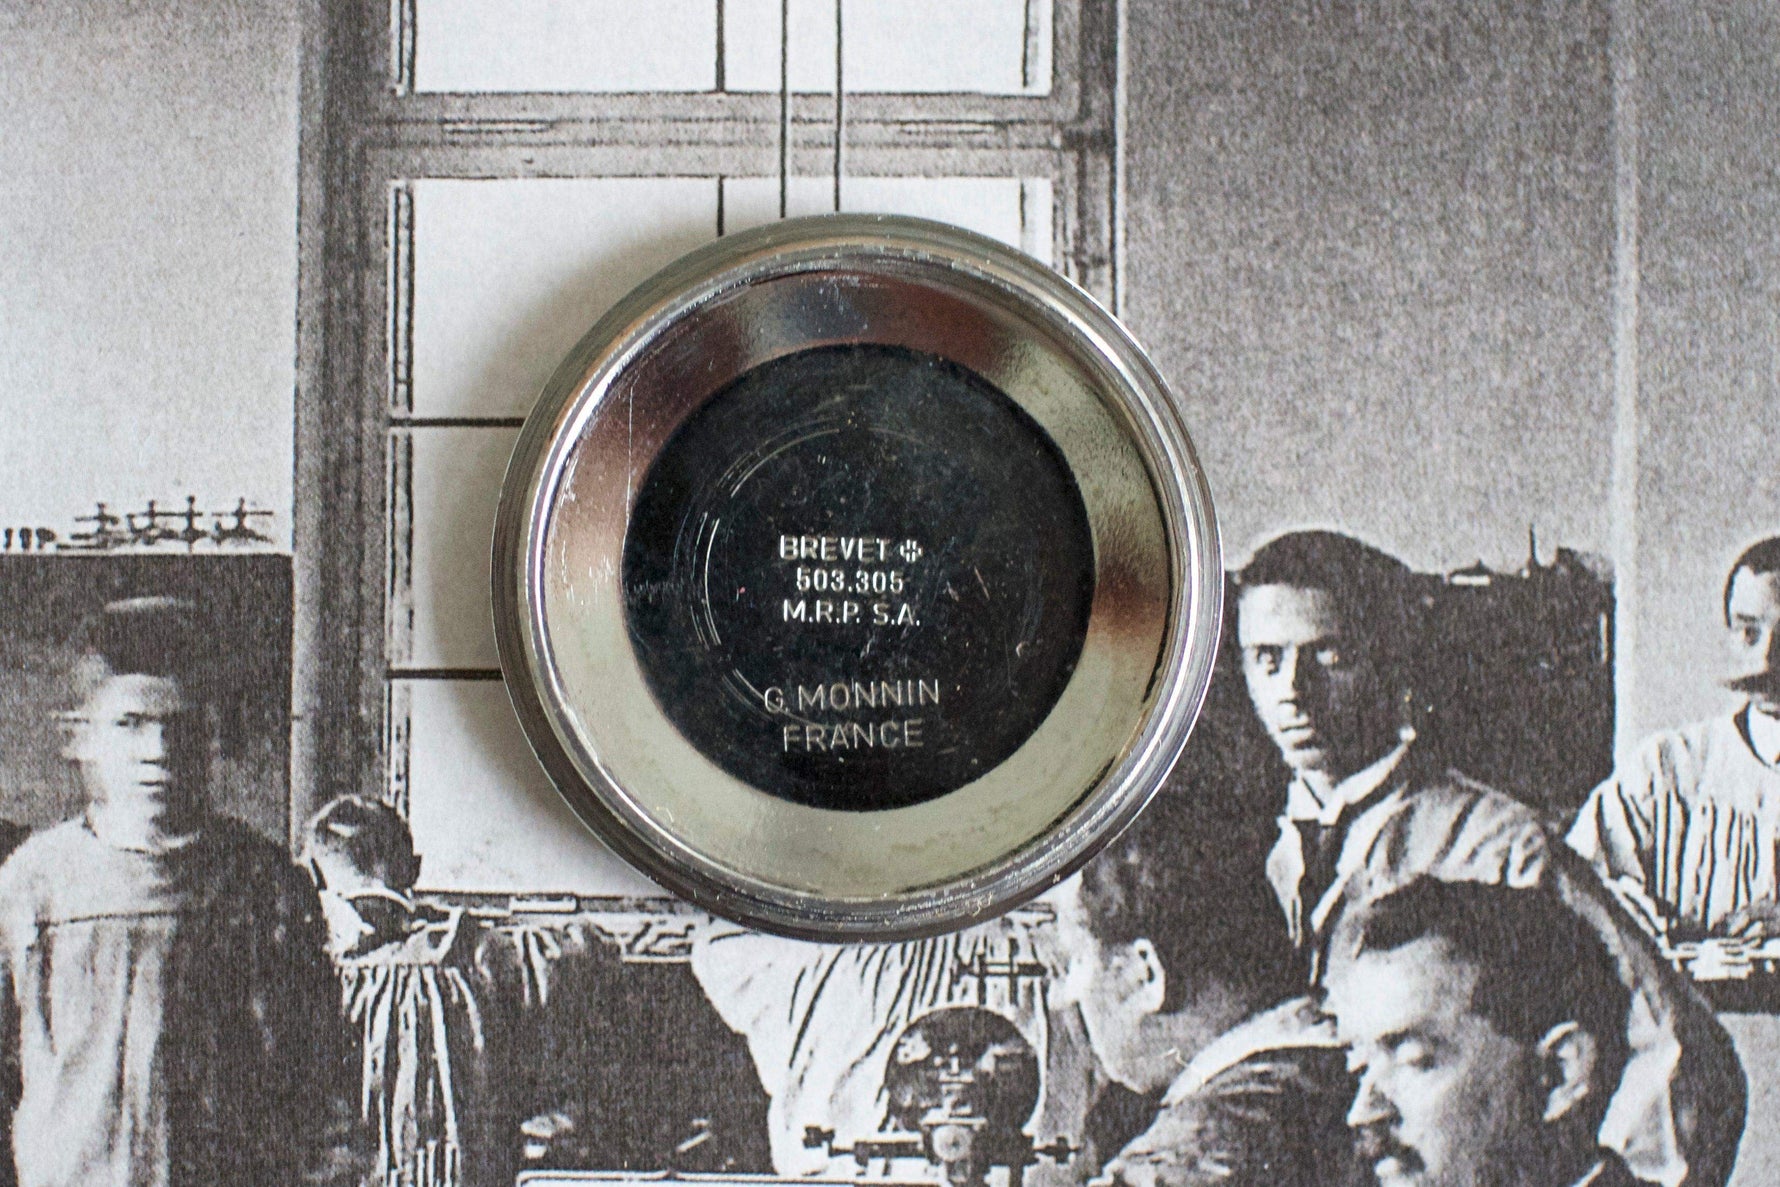 BREVET ✙
503.305
M.R.P. S.A.
G. MONNIN
FRANCE